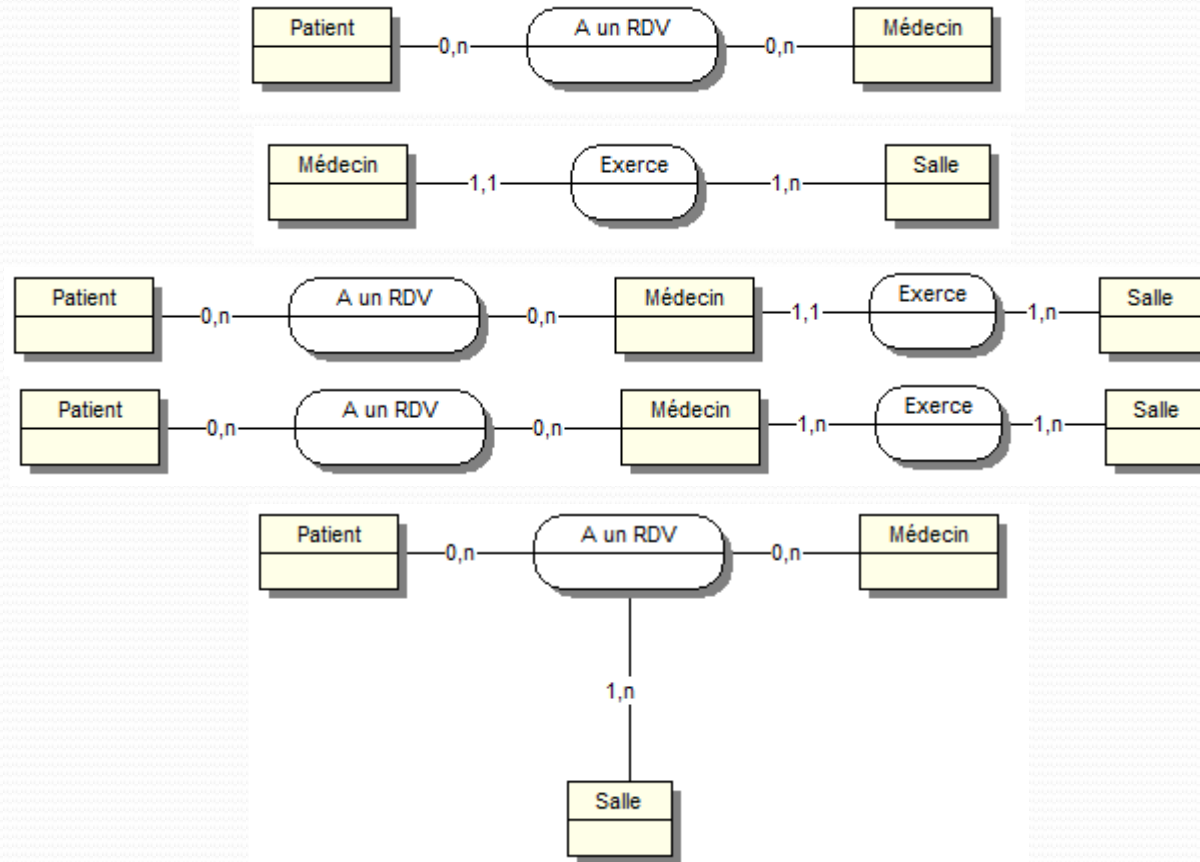 Patient 0,n A un RDV 0,n Médecin
Médecin 1,1 Exerce 1,n Salle
Patient 0,n A un RDV 0,n Médecin 1,1 Exerce 1,n Salle
Patient 0,n A un RDV 0,n Médecin 1,n Exerce 1,n Salle
Patient 0,n A un RDV 0,n Médecin
1,n
Salle